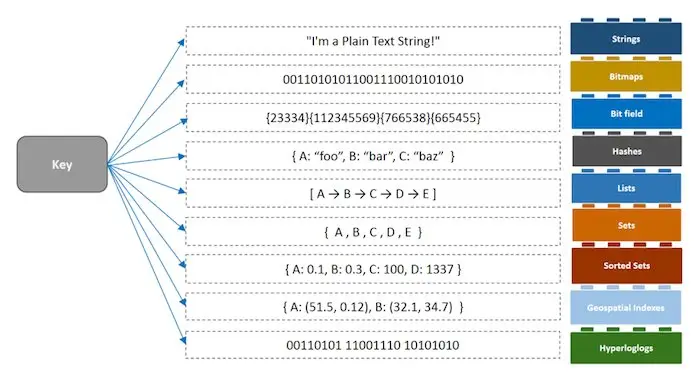 "I'm a Plain Text String!"
Strings
00110101011001110010101010
Bitmaps
{23334}{112345569}{766538}{665455}
Bit field
Key
{ A: “foo”, B: “bar”, C: “baz” }
Hashes
[ A → B → C → D → E ]
Lists
{ A , B , C , D , E }
Sets
{ A: 0.1, B: 0.3, C: 100, D: 1337 }
Sorted Sets
{ A: (51.5, 0.12), B: (32.1, 34.7) }
Geospatial Indexes
00110101 11001110 10101010
Hyperloglogs